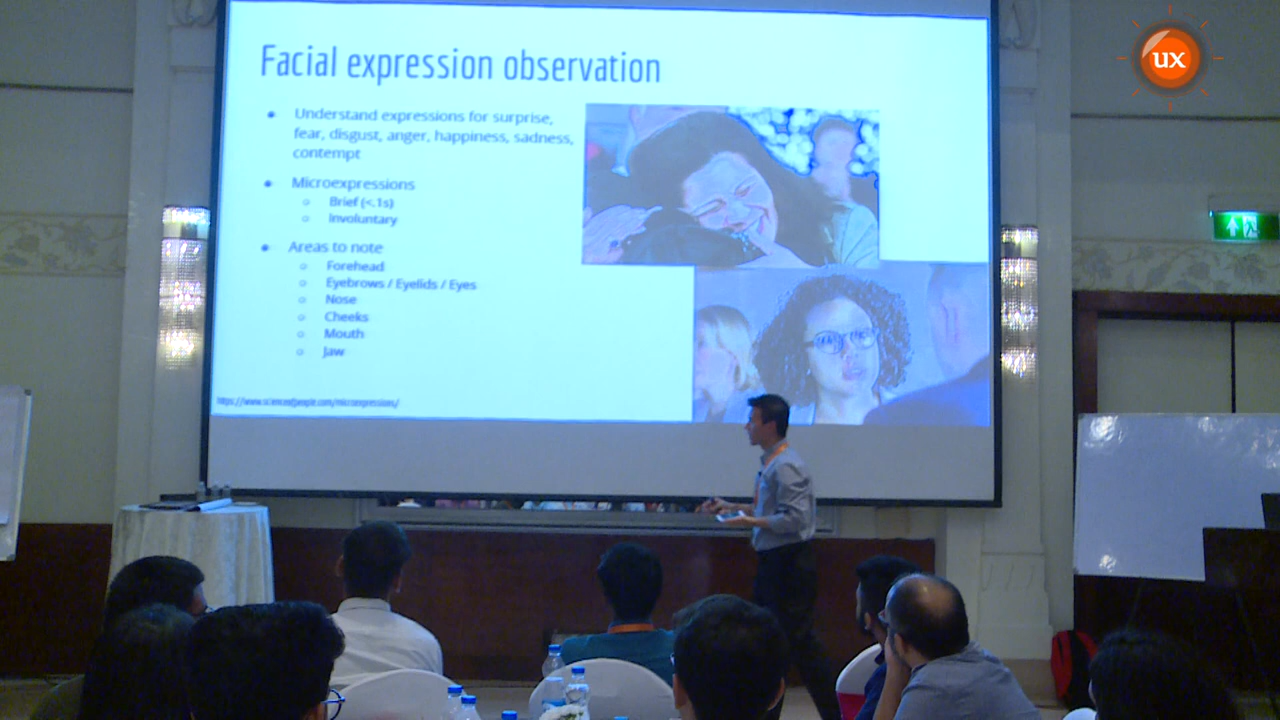 Facial expression observation
Understand expressions for surprise,
fear, disgust, anger, happiness, sadness,
contempt
Microexpressions
Brief (<.1s)
Involuntary
Areas to note
Forehead
Eyebrows / Eyelids / Eyes
Nose
Cheeks
Mouth
Jaw
https://www.scienceofpeople.com/microexpressions/
ux